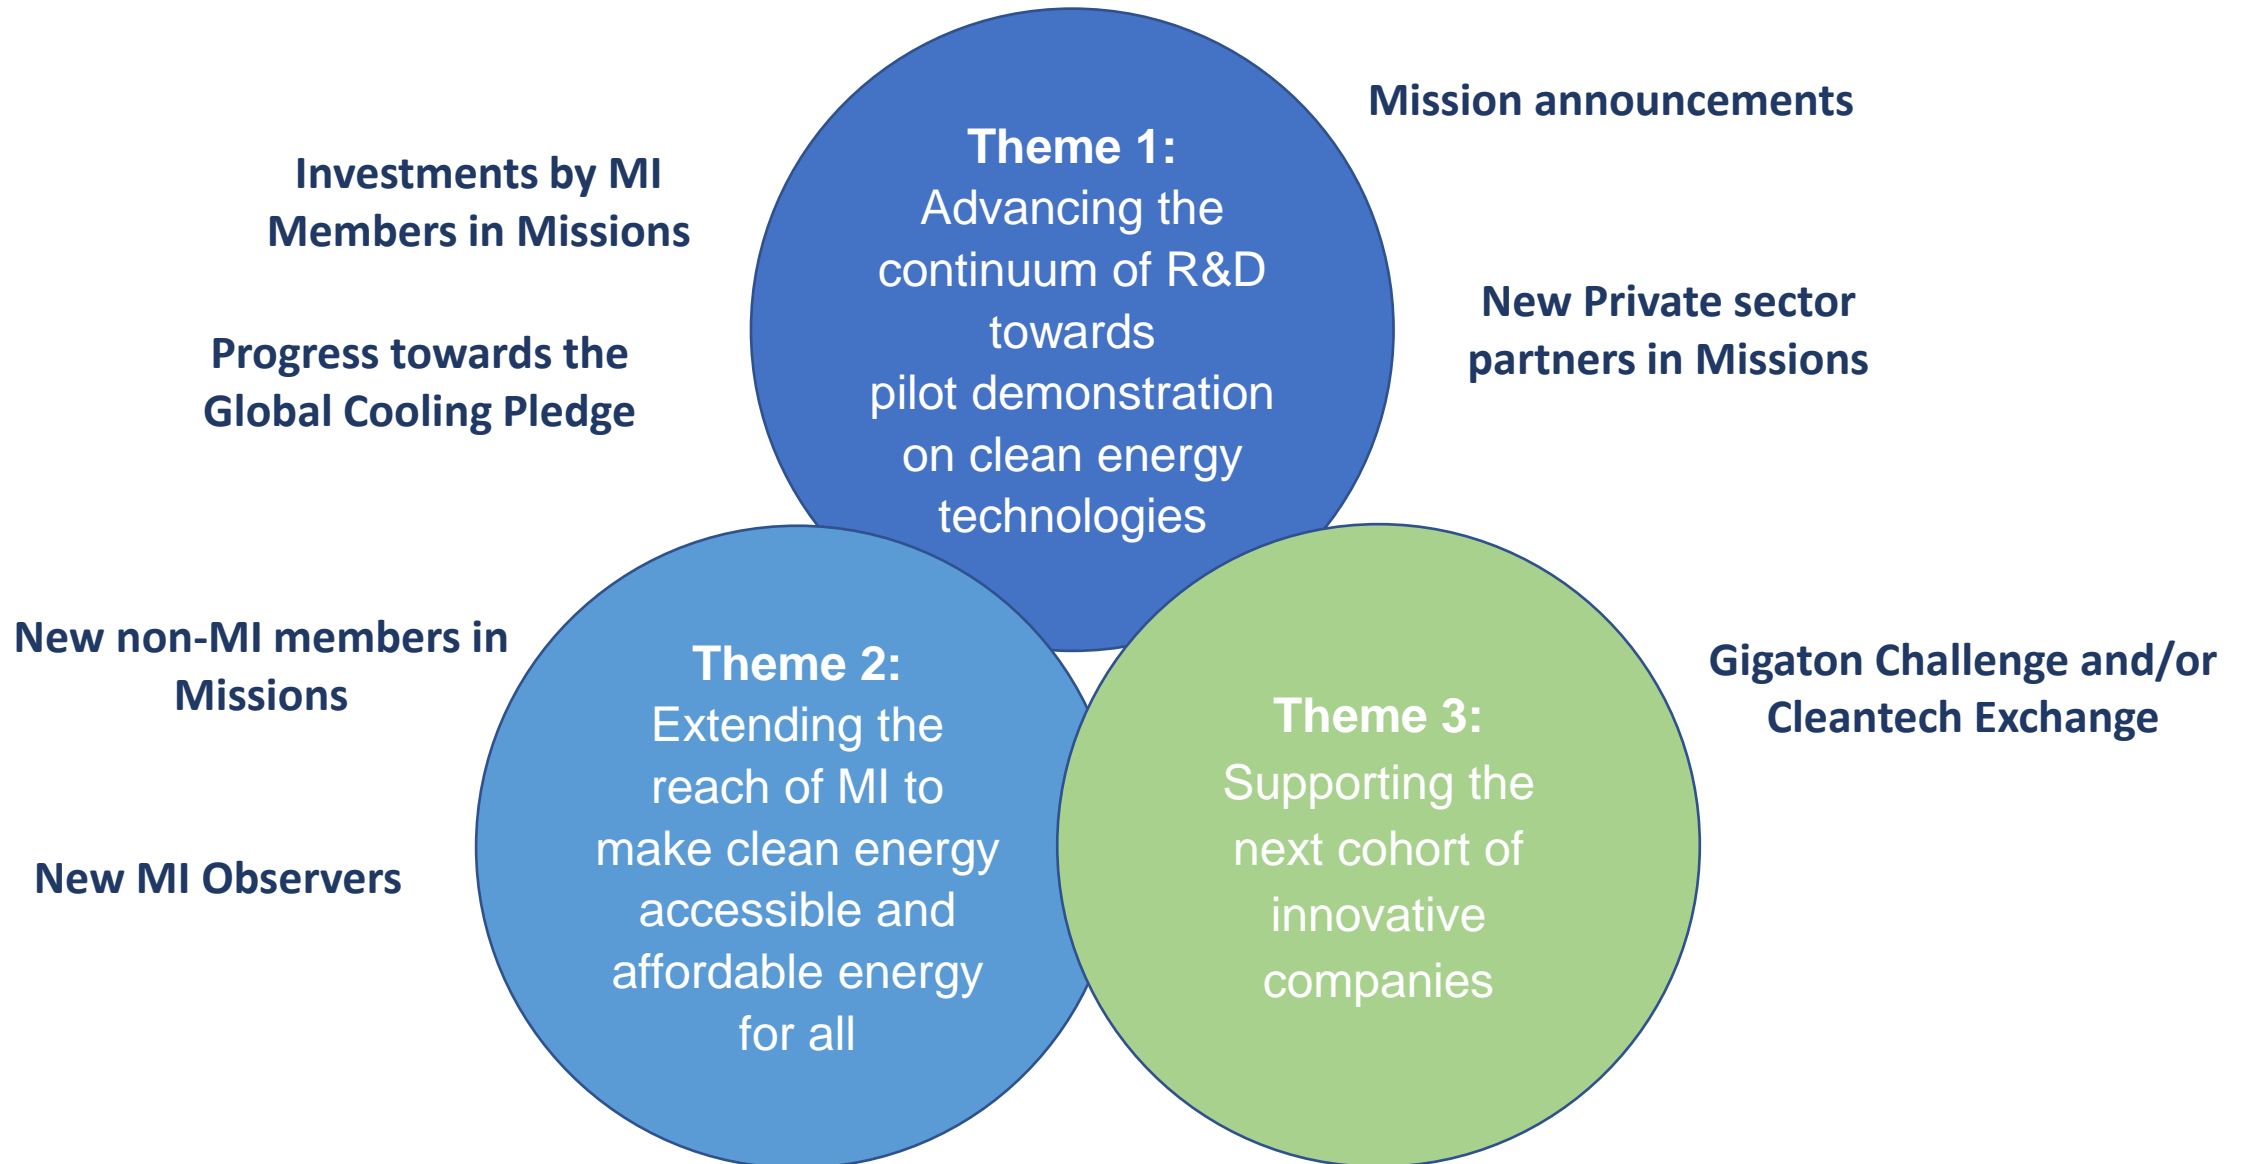 Mission announcements
Investments by MI
Members in Missions
Theme 1:
Advancing the
continuum of R&D
towards
pilot demonstration
on clean energy
technologies
New Private sector
partners in Missions
Progress towards the
Global Cooling Pledge
New non-MI members in
Missions
Theme 2:
Extending the
reach of MI to
make clean energy
accessible and
affordable energy
for all
Theme 3:
Supporting the
next cohort of
innovative
companies
Gigaton Challenge and/or
Cleantech Exchange
New MI Observers